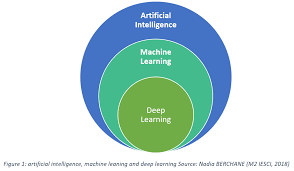 Artificial
Intelligence
Machine
Learning
Deep
Learning
Figure 1: artificial intelligence, machine leaning and deep learning Source: Nadia BERCHANE (M2 IESCI, 2018)